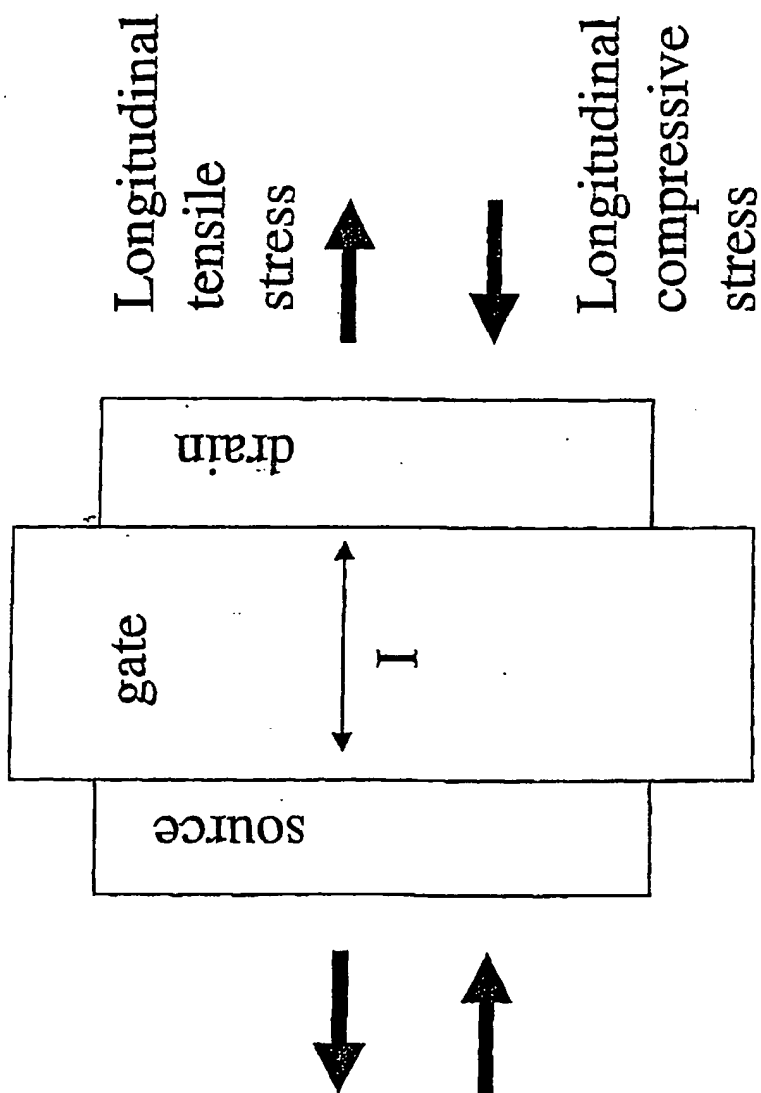 Longitudinal
tensile
stress
drain
gate
I
source
Longitudinal
compressive
stress